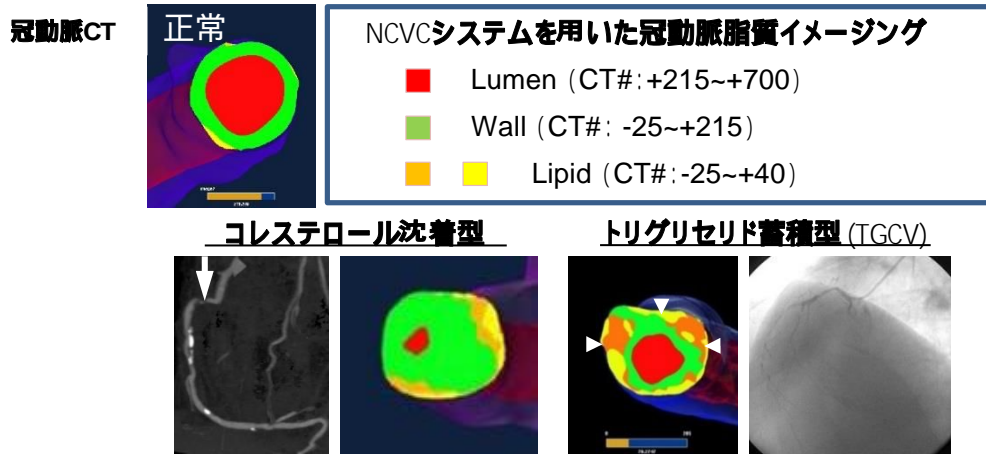 冠動脈CT
正常
NCVCシステムを用いた冠動脈脂質イメージング
Lumen (CT#:+215~+700)
Wall (CT#: -25~+215)
Lipid (CT#:-25~+40)
コレステロール沈着型
トリグリセリド蓄積型 (TGCV)